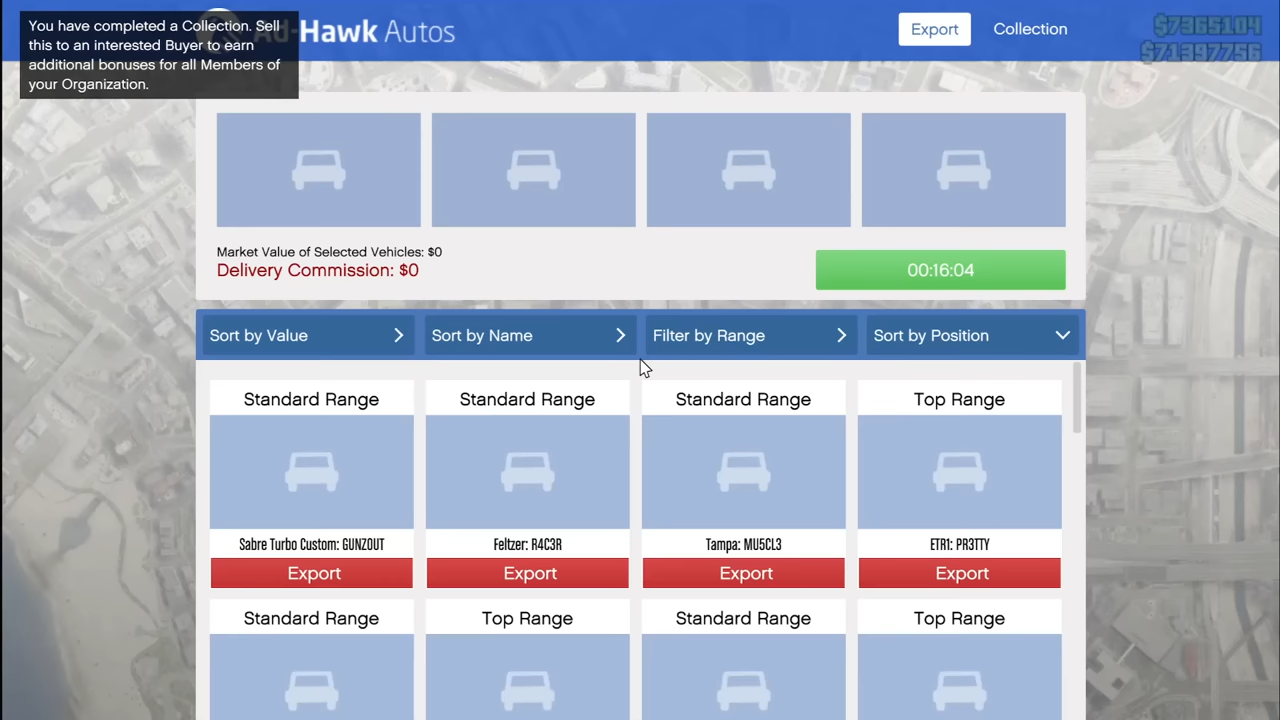 You have completed a Collection. Sell
this to an interested Buyer to earn
additional bonuses for all Members of
your Organization.
Hawk Autos
Export
Collection
$7365104
$71397756
Market Value of Selected Vehicles: $0
Delivery Commission: $0
00:16:04
Sort by Value
Sort by Name
Filter by Range
Sort by Position
Standard Range
Standard Range
Standard Range
Top Range
Sabre Turbo Custom: GUNZOUT
Feltzer: R4C3R
Tampa: MU5CL3
ETR1: PR3TTY
Export
Export
Export
Export
Standard Range
Top Range
Standard Range
Top Range